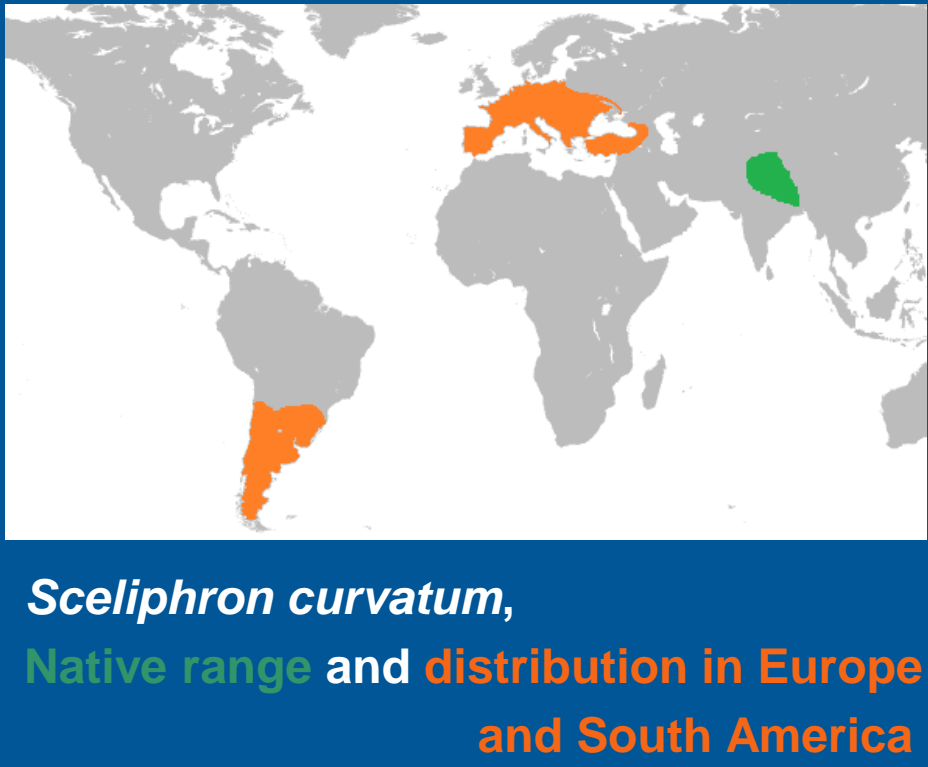 Sceliphron curvatum,
Native range and distribution in Europe
and South America